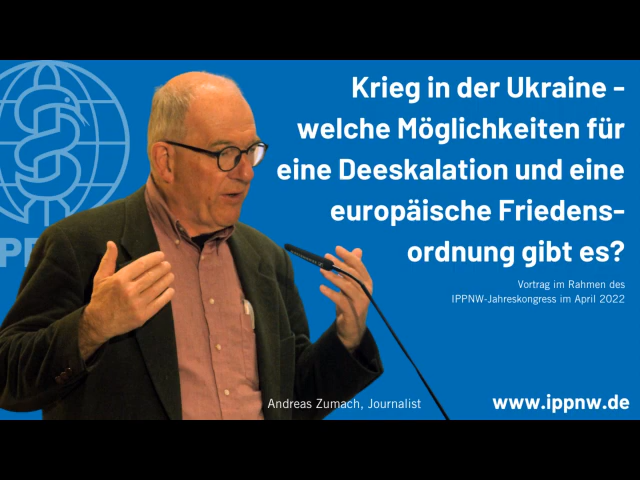 Krieg in der Ukraine -
welche Möglichkeiten für
eine Deeskalation und eine
europäische Friedens-
ordnung gibt es?
Vortrag im Rahmen des
IPPNW-Jahreskongress im April 2022
Andreas Zumach, Journalist
www.ippnw.de